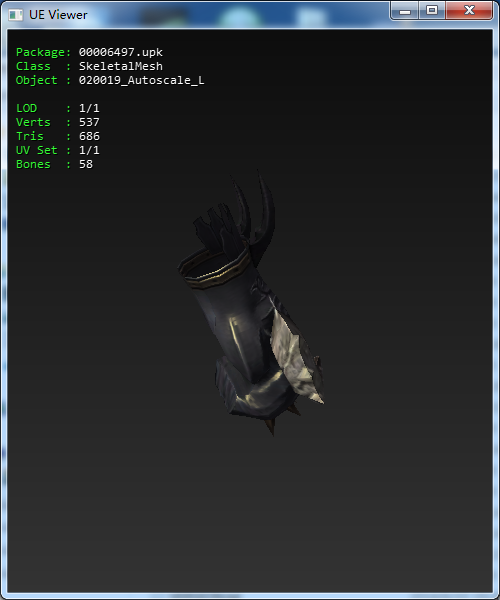 UE Viewer
Package: 00006497.upk
Class : SkeletalMesh
Object : 020019_Autoscale_L
LOD : 1/1
Verts : 537
Tris : 686
UV Set : 1/1
Bones : 58